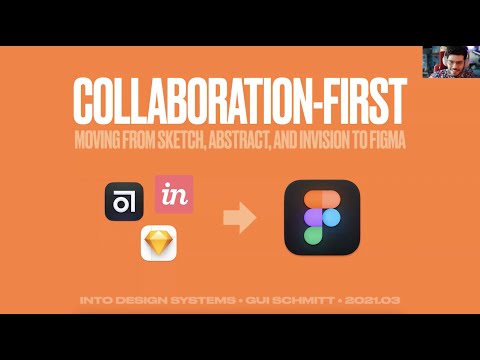 COLLABORATION-FIRST
MOVING FROM SKETCH, ABSTRACT, AND INVISION TO FIGMA
in
INTO DESIGN SYSTEMS • GUI SCHMITT • 2021.03